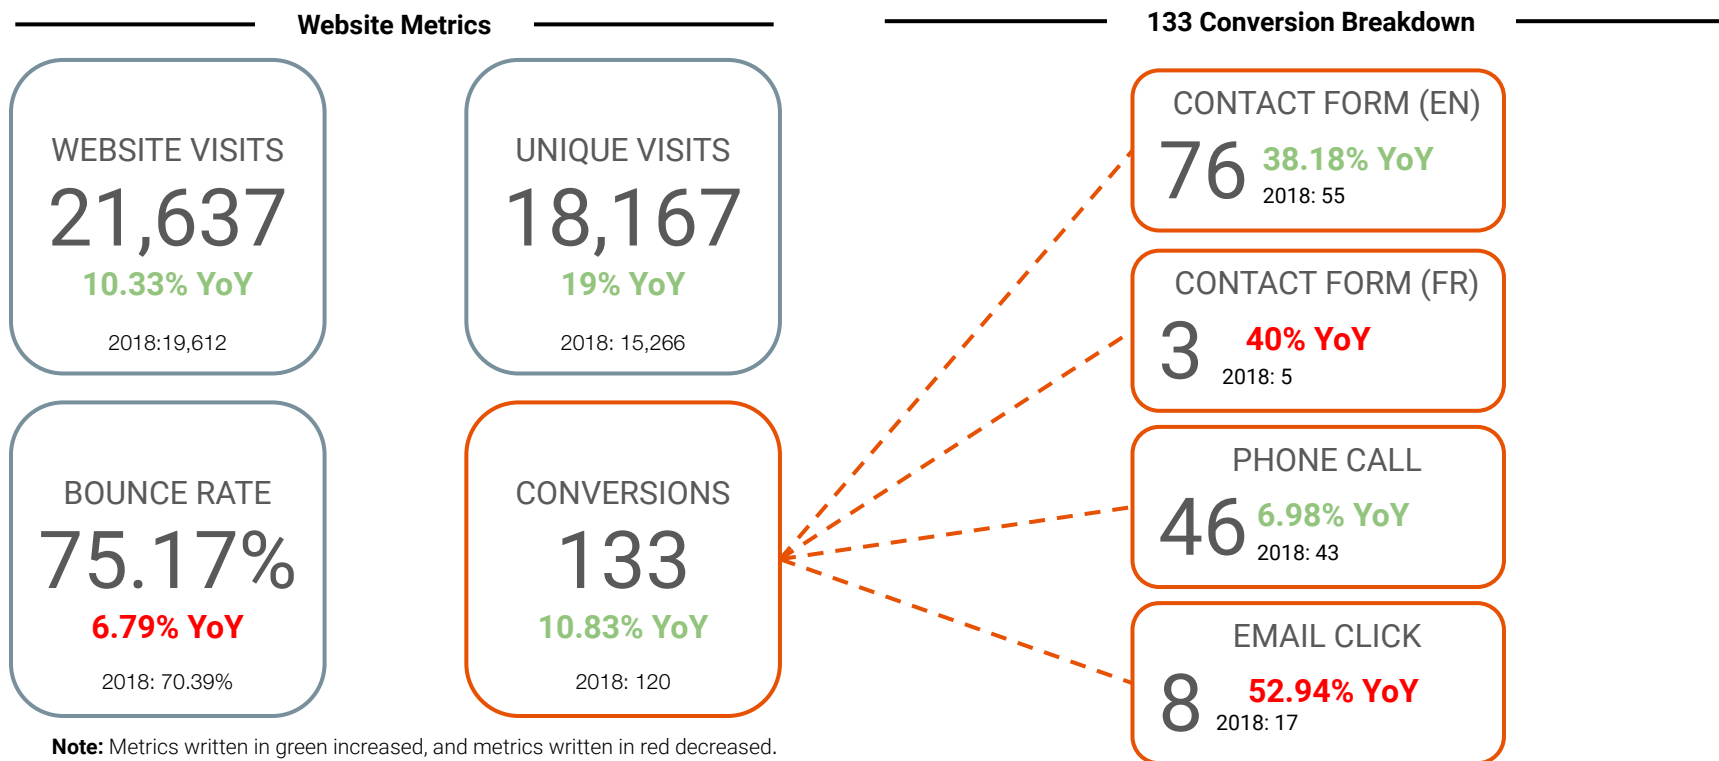 Website Metrics
WEBSITE VISITS
21,637
10.33% YoY
2018:19,612
UNIQUE VISITS
18,167
19% YoY
2018: 15,266
BOUNCE RATE
75.17%
6.79% YoY
2018: 70.39%
CONVERSIONS
133
10.83% YoY
2018: 120
Note: Metrics written in green increased, and metrics written in red decreased.
133 Conversion Breakdown
CONTACT FORM (EN)
76 38.18% YoY
2018: 55
CONTACT FORM (FR)
3 40% YoY
2018: 5
PHONE CALL
46 6.98% YoY
2018: 43
EMAIL CLICK
8 52.94% YoY
2018: 17